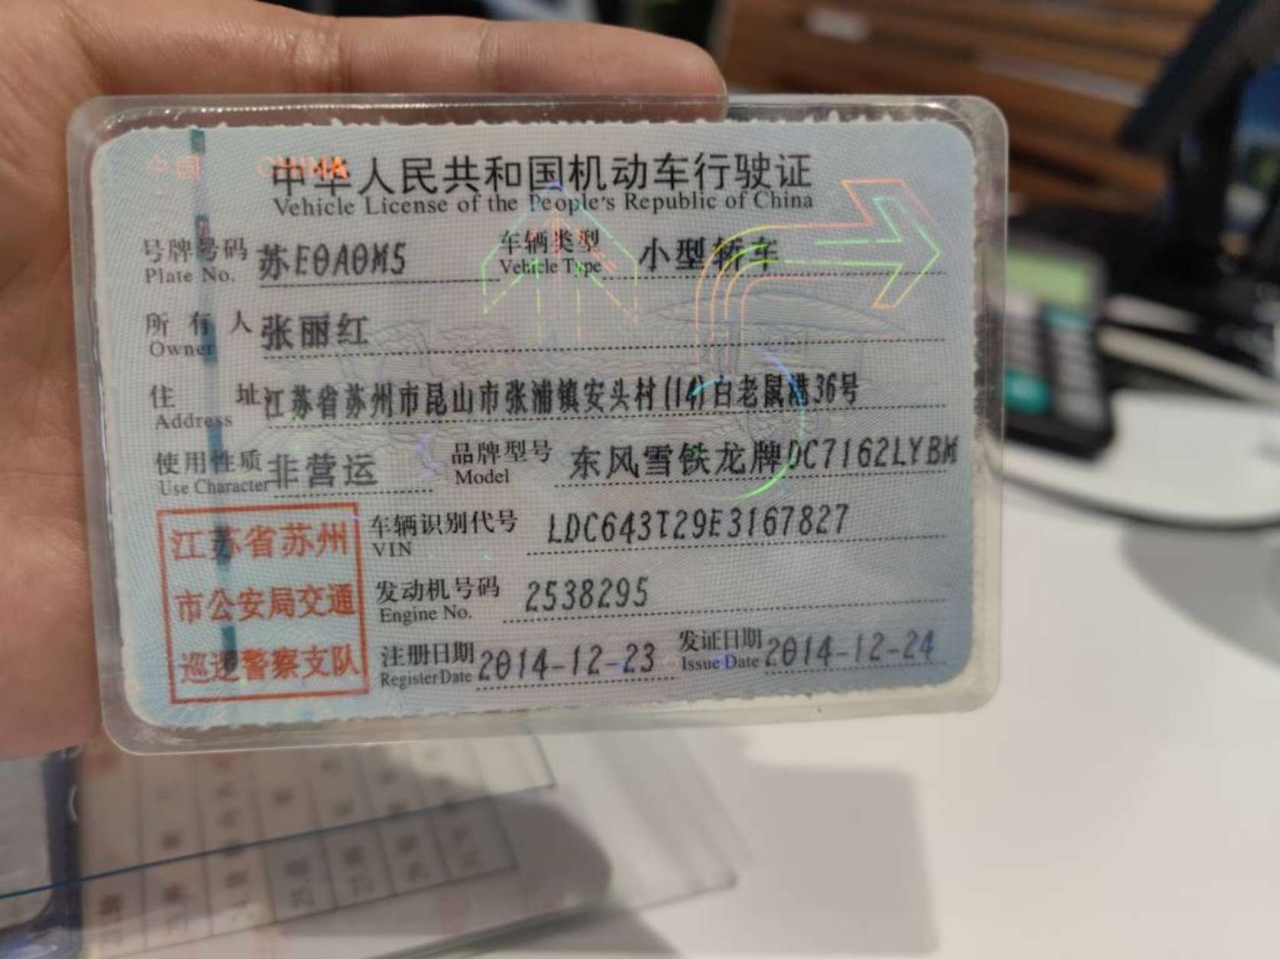 中华人民共和国机动车行驶证
Vehicle License of the People's Republic of China
号牌号码 苏E0A0M5 车辆类型 小型轿车
Plate No. Vehicle Type
所有人 张丽红
Owner
住址 江苏省苏州市昆山市张浦镇安头村(14)白老鼠港36号
Address
使用性质 非营运 品牌型号 东风雪铁龙牌DC7162LYBM
Use Character Model
江苏省苏州
市公安局交通
巡逻警察支队
车辆识别代号 LDC643T29E3167827
VIN
发动机号码 2538295
Engine No.
注册日期 2014-12-23 发证日期 2014-12-24
Register Date Issue Date